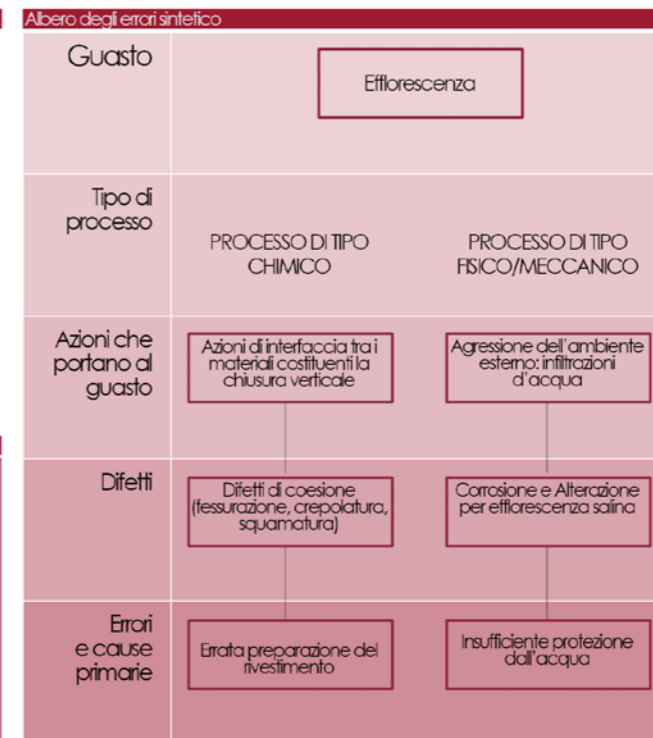 Albero degli errori sintetico
Guasto
Efflorescenza
Tipo di
processo
PROCESSO DI TIPO
CHIMICO
PROCESSO DI TIPO
FISICO/MECCANICO
Azioni che
portano al
guasto
Azioni di interfaccia tra i
materiali costituenti la
chiusura verticale
Agressione dell'ambiente
esterno: infiltrazioni
d'acqua
Difetti
Difetti di coesione
(fessurazione, crepolatura,
squamatura)
Corrosione e Alterazione
per efflorescenza salina
Errori
e cause
primarie
Errata preparazione del
rivestimento
Insufficiente protezione
dall'acqua